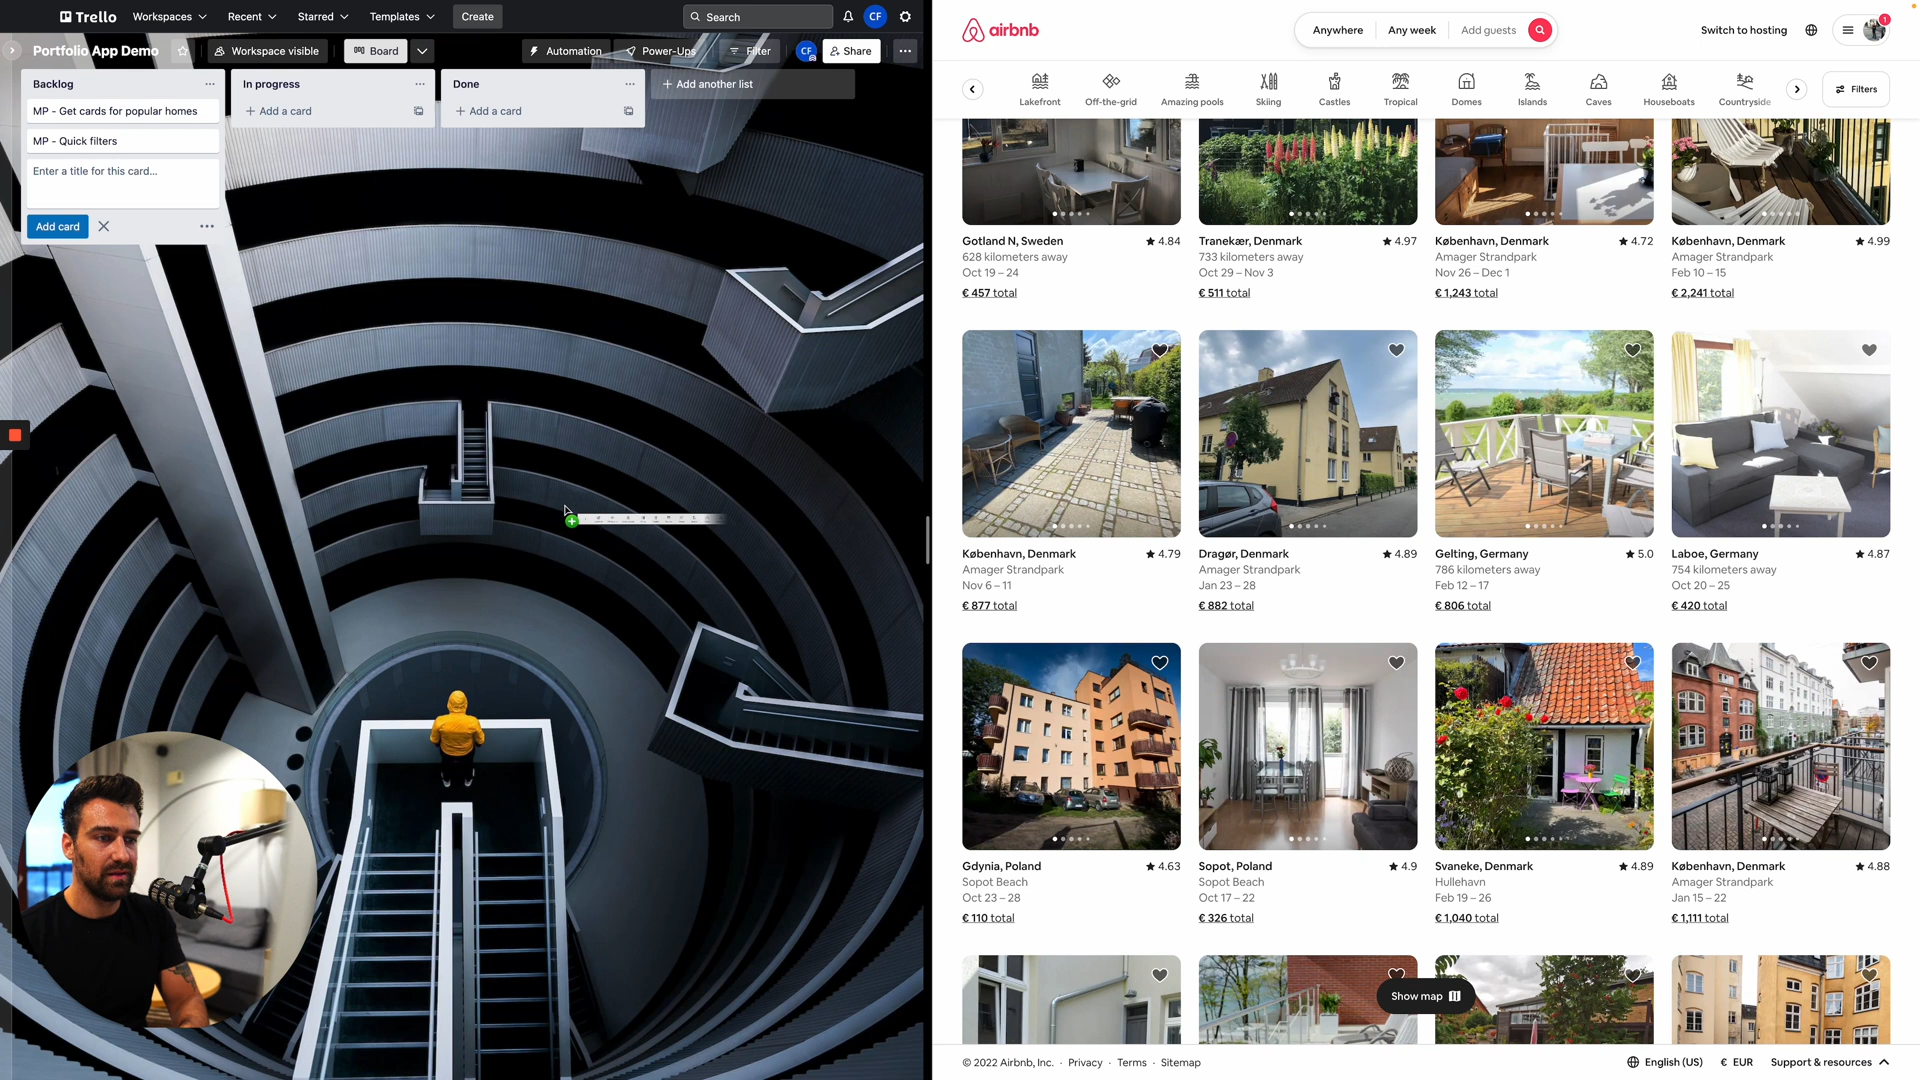 Trello
Workspaces
Recent
Starred
Templates
Create
Search
CF
Portfolio App Demo
Workspace visible
Board
Automation
Power-Ups
Filter
CF
Share
Backlog
MP - Get cards for popular homes
MP - Quick filters
Enter a title for this card...
Add card
In progress
Add a card
Done
Add a card
Add another list
airbnb
Anywhere
Any week
Add guests
Switch to hosting
1
Lakefront
Off-the-grid
Amazing pools
Skiing
Castles
Tropical
Domes
Islands
Caves
Houseboats
Countryside
Filters
Gotland N, Sweden 4.84
628 kilometers away
Oct 19 – 24
€ 457 total
Tranekær, Denmark 4.97
733 kilometers away
Oct 29 – Nov 3
€ 511 total
København, Denmark 4.72
Amager Strandpark
Nov 26 – Dec 1
€ 1,243 total
København, Denmark 4.99
Amager Strandpark
Feb 10 – 15
€ 2,241 total
København, Denmark 4.79
Amager Strandpark
Nov 6 – 11
€ 877 total
Dragør, Denmark 4.89
Amager Strandpark
Jan 23 – 28
€ 882 total
Gelting, Germany 5.0
786 kilometers away
Feb 12 – 17
€ 806 total
Laboe, Germany 4.87
754 kilometers away
Oct 20 – 25
€ 420 total
Gdynia, Poland 4.63
Sopot Beach
Oct 23 – 28
€ 110 total
Sopot, Poland 4.9
Sopot Beach
Oct 17 – 22
€ 326 total
Svaneke, Denmark 4.89
Hullehavn
Feb 19 – 26
€ 1,040 total
København, Denmark 4.88
Amager Strandpark
Jan 15 – 22
€ 1,111 total
Show map
© 2022 Airbnb, Inc. · Privacy · Terms · Sitemap
English (US)
€ EUR
Support & resources